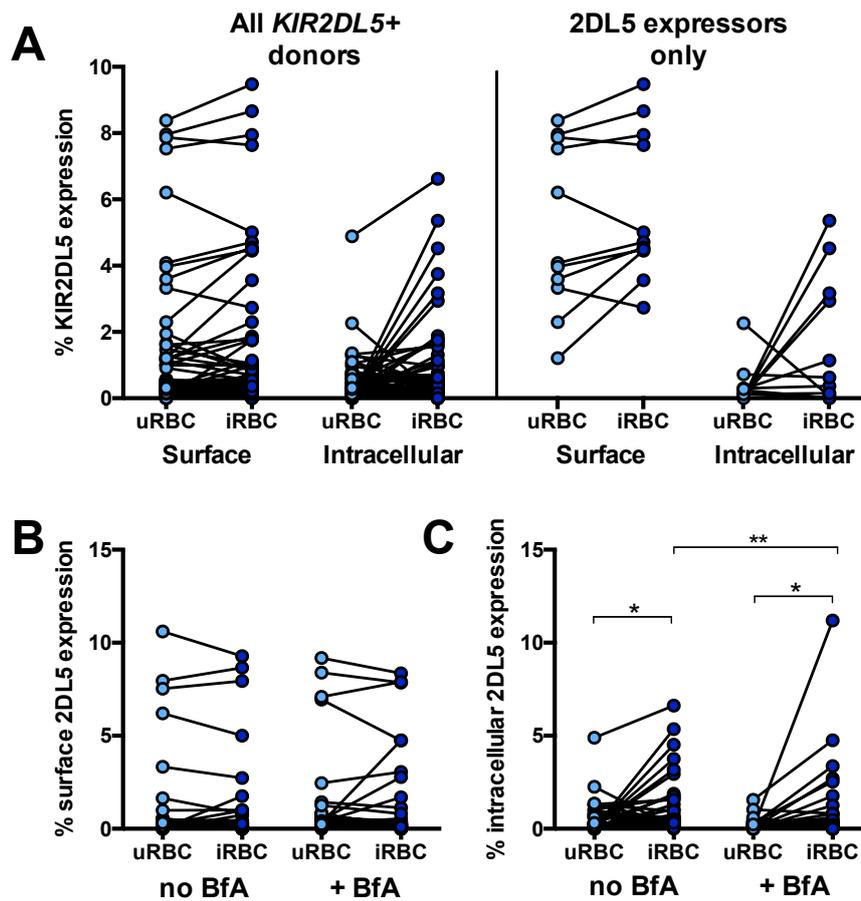 A
All KIR2DL5+
donors
2DL5 expressors
only
% KIR2DL5 expression
10
8
6
4
2
0
uRBC iRBC uRBC iRBC uRBC iRBC uRBC iRBC
Surface Intracellular Surface Intracellular
B
% surface 2DL5 expression
15
10
5
0
uRBC iRBC uRBC iRBC
no BfA + BfA
C
% intracellular 2DL5 expression
15
10
5
0
**
*
*
uRBC iRBC uRBC iRBC
no BfA + BfA